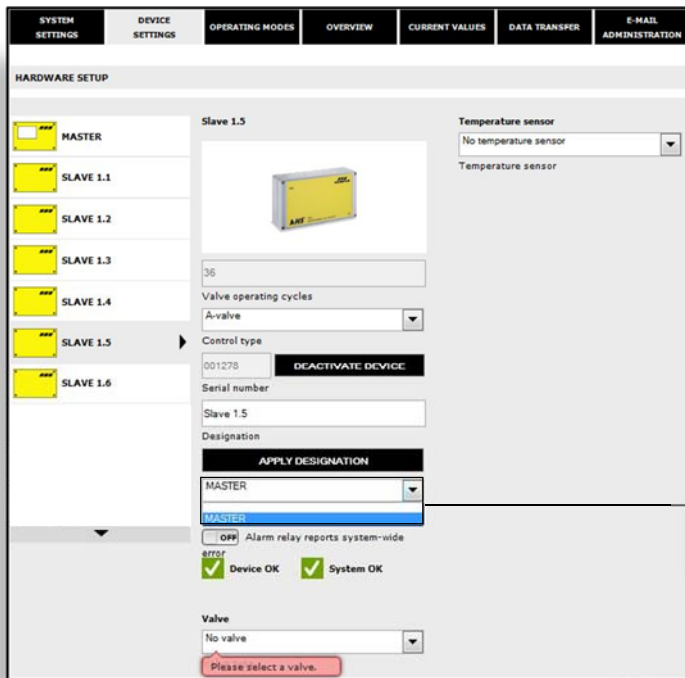 SYSTEM
SETTINGS
DEVICE
SETTINGS
OPERATING MODES
OVERVIEW
CURRENT VALUES
DATA TRANSFER
E-MAIL
ADMINISTRATION
HARDWARE SETUP
MASTER
SLAVE 1.1
SLAVE 1.2
SLAVE 1.3
SLAVE 1.4
SLAVE 1.5
SLAVE 1.6
Slave 1.5
36
Valve operating cycles
A-valve
Control type
001278
DEACTIVATE DEVICE
Serial number
Slave 1.5
Designation
APPLY DESIGNATION
MASTER
MASTER
OFF Alarm relay reports system-wide
error
Device OK
System OK
Valve
No valve
Please select a valve.
Temperature sensor
No temperature sensor
Temperature sensor